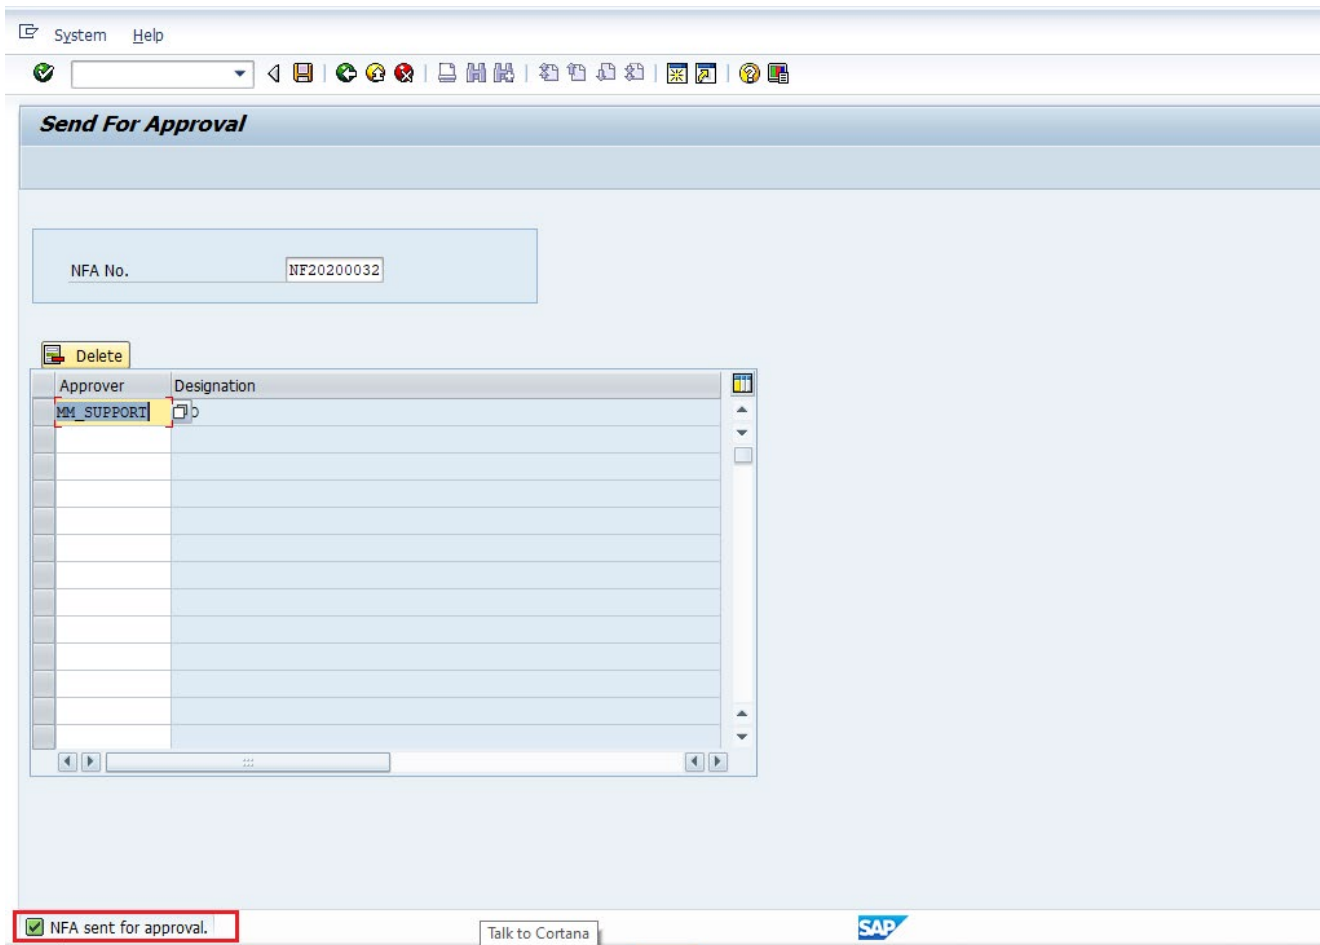 System Help
Send For Approval
NFA No. NF20200032
Delete
Approver Designation
MM_SUPPORT
NFA sent for approval.
Talk to Cortana
SAP